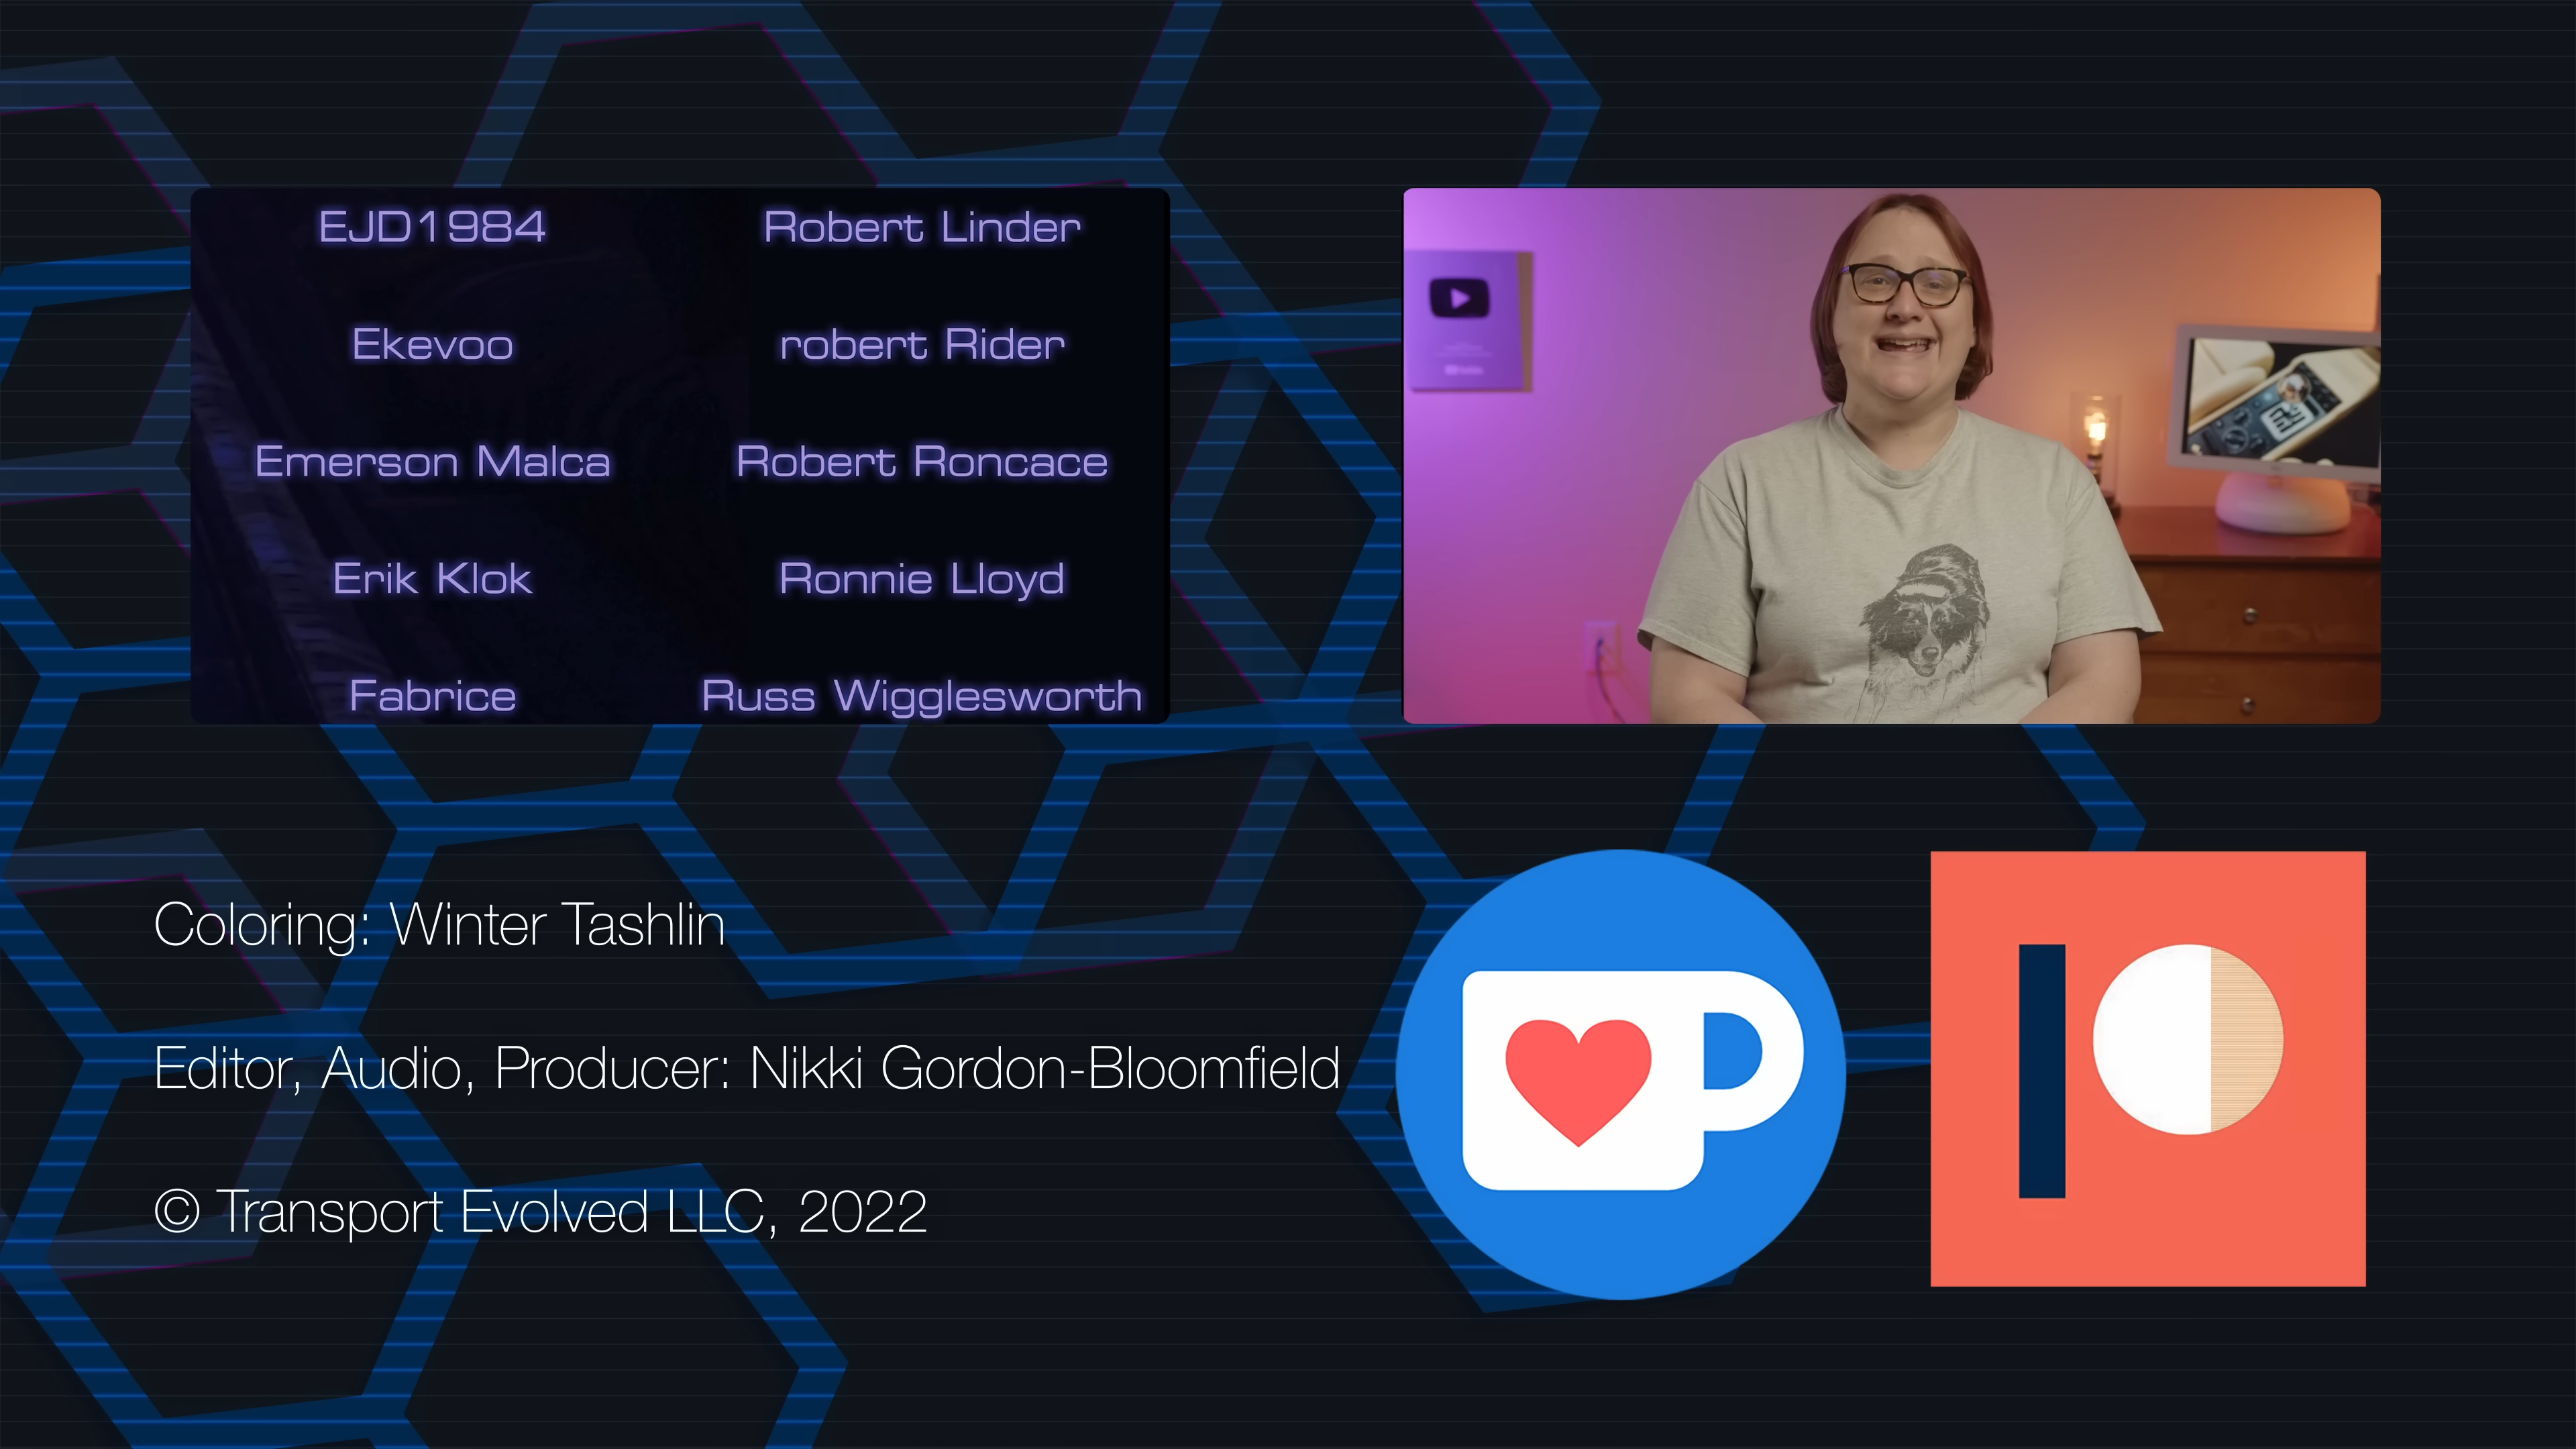 EJD1984
Robert Linder
Ekevoo
robert Rider
Emerson Malca
Robert Roncace
Erik Klok
Ronnie Lloyd
Fabrice
Russ Wigglesworth
Coloring: Winter Tashlin
Editor, Audio, Producer: Nikki Gordon-Bloomfield
© Transport Evolved LLC, 2022